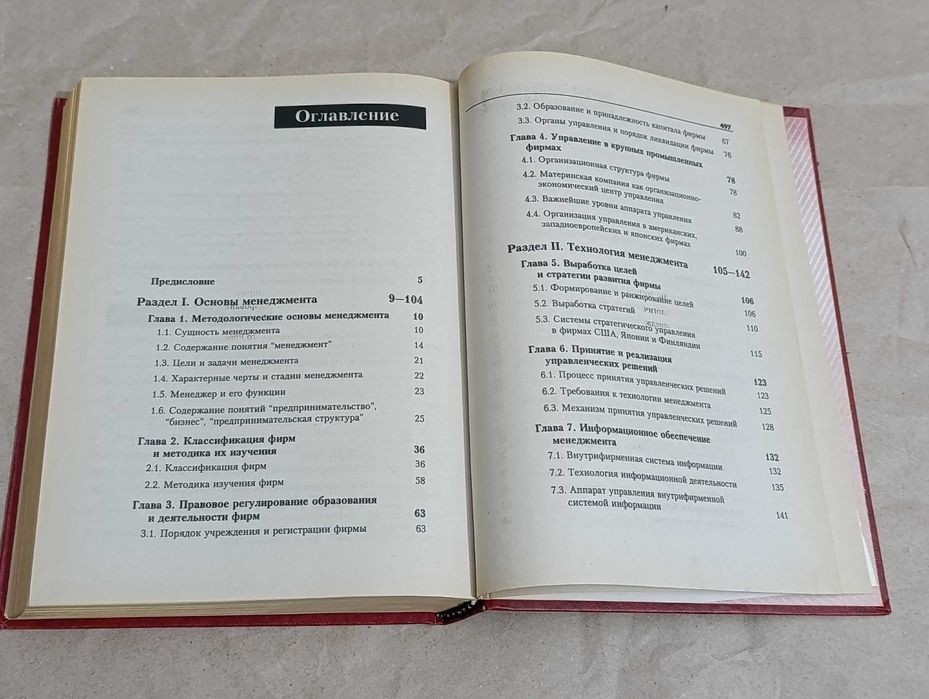 Оглавление
Предисловие 5
Раздел I. Основы менеджмента 9—104
Глава 1. Методологические основы менеджмента 10
1.1. Сущность менеджмента 10
1.2. Содержание понятия "менеджмент" 14
1.3. Цели и задачи менеджмента 21
1.4. Характерные черты и стадии менеджмента 22
1.5. Менеджер и его функции 23
1.6. Содержание понятий "предпринимательство",
"бизнес", "предпринимательская структура" 25
Глава 2. Классификация фирм
и методика их изучения 36
2.1. Классификация фирм 36
2.2. Методика изучения фирм 58
Глава 3. Правовое регулирование образования
и деятельности фирм 63
3.1. Порядок учреждения и регистрации фирмы 63
497
3.2. Образование и принадлежность капитала фирмы 67
3.3. Органы управления и порядок ликвидации фирмы 76
Глава 4. Управление в крупных промышленных
фирмах 78
4.1. Организационная структура фирмы 78
4.2. Материнская компания как организационно-
экономический центр управления 82
4.3. Важнейшие уровни аппарата управления 88
4.4. Организация управления в американских,
западноевропейских и японских фирмах 100
Раздел II. Технология менеджмента 105—142
Глава 5. Выработка целей
и стратегии развития фирмы 106
5.1. Формирование и ранжирование целей 106
5.2. Выработка стратегий 110
5.3. Системы стратегического управления
в фирмах США, Японии и Финляндии 115
Глава 6. Принятие и реализация
управленческих решений 123
6.1. Процесс принятия управленческих решений 123
6.2. Требования к технологии менеджмента 125
6.3. Механизм принятия управленческих решений 128
Глава 7. Информационное обеспечение
менеджмента 132
7.1. Внутрифирменная система информации 132
7.2. Технология информационной деятельности 135
7.3. Аппарат управления внутрифирменной
системой информации 141